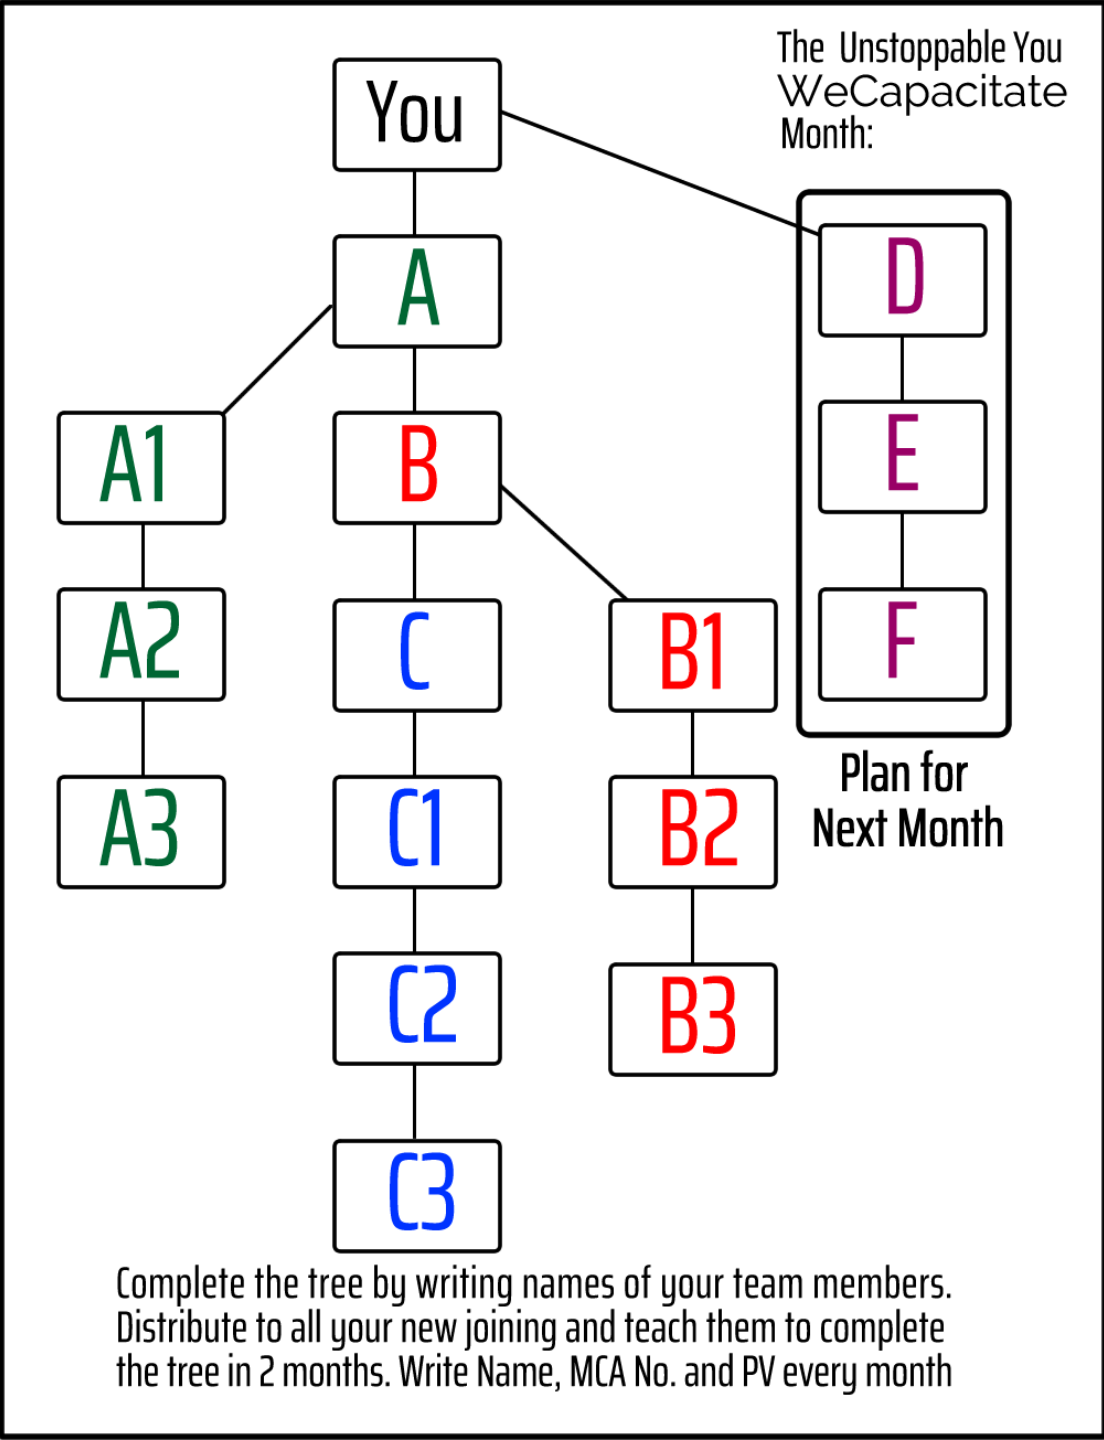 The Unstoppable You
WeCapacitate
Month:
You
A
B
C
C1
C2
C3
A1
A2
A3
B1
B2
B3
D
E
F
Plan for
Next Month
Complete the tree by writing names of your team members.
Distribute to all your new joining and teach them to complete
the tree in 2 months. Write Name, MCA No. and PV every month